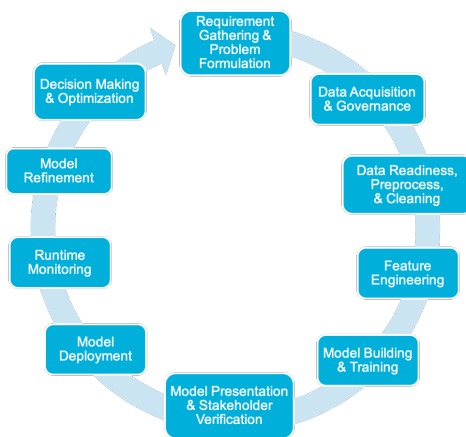 Requirement
Gathering &
Problem
Formulation
Data Acquisition
& Governance
Data Readiness,
Preprocess,
& Cleaning
Feature
Engineering
Model Building
& Training
Model Presentation
& Stakeholder
Verification
Model
Deployment
Runtime
Monitoring
Model
Refinement
Decision Making
& Optimization